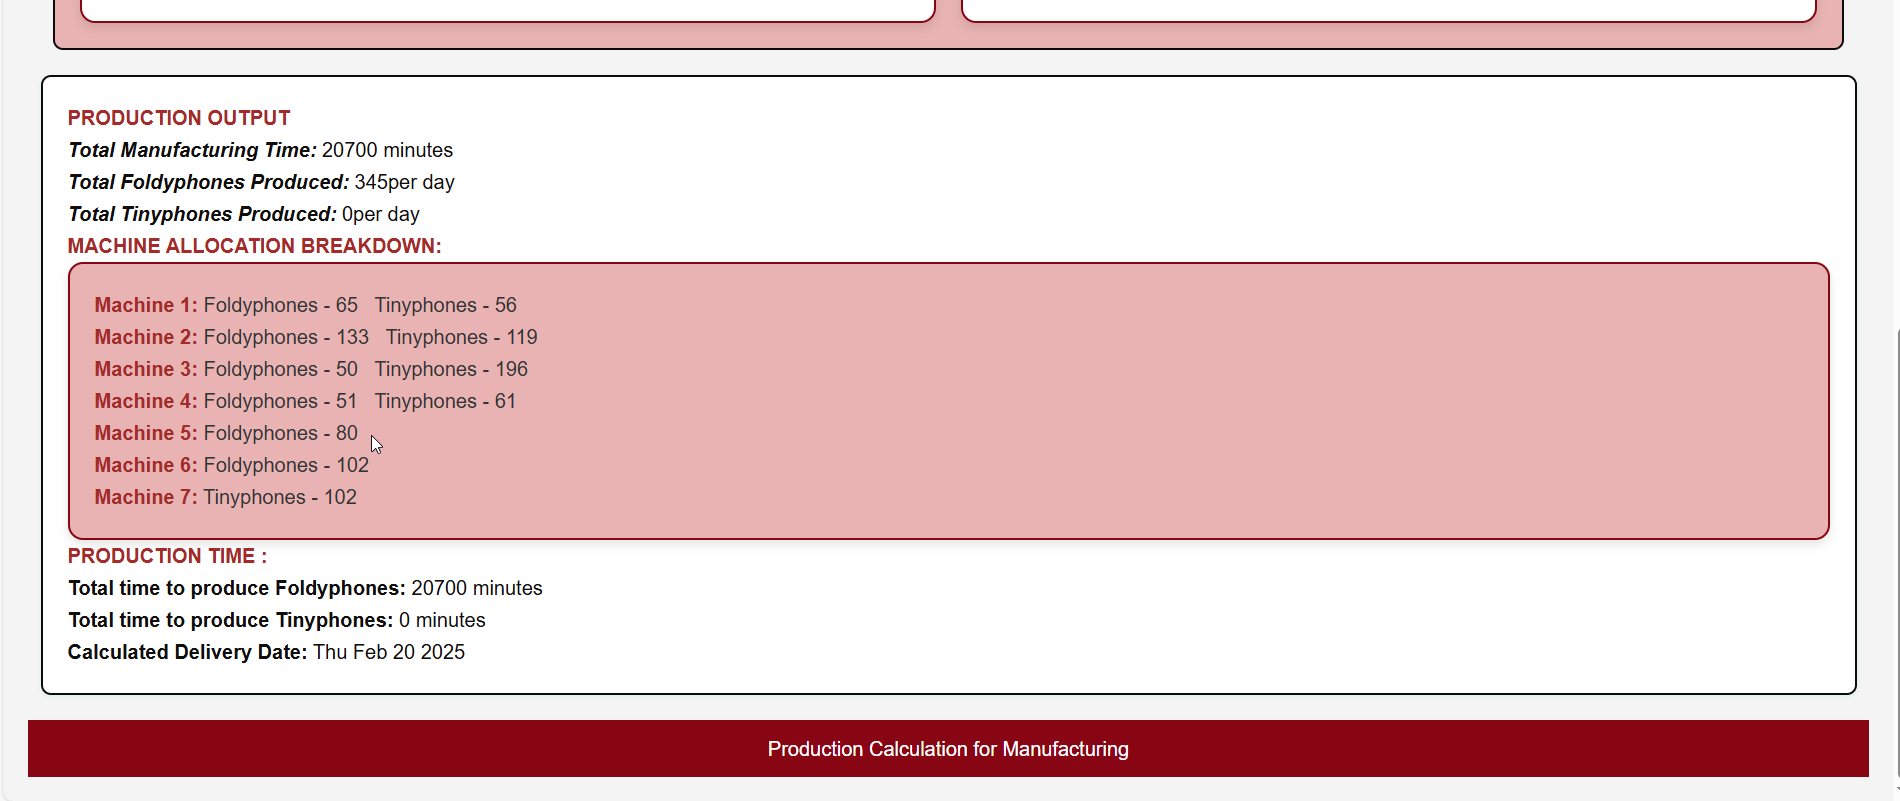 PRODUCTION OUTPUT
Total Manufacturing Time: 20700 minutes
Total Foldyphones Produced: 345per day
Total Tinyphones Produced: 0per day
MACHINE ALLOCATION BREAKDOWN:
Machine 1: Foldyphones - 65 Tinyphones - 56
Machine 2: Foldyphones - 133 Tinyphones - 119
Machine 3: Foldyphones - 50 Tinyphones - 196
Machine 4: Foldyphones - 51 Tinyphones - 61
Machine 5: Foldyphones - 80
Machine 6: Foldyphones - 102
Machine 7: Tinyphones - 102
PRODUCTION TIME :
Total time to produce Foldyphones: 20700 minutes
Total time to produce Tinyphones: 0 minutes
Calculated Delivery Date: Thu Feb 20 2025
Production Calculation for Manufacturing